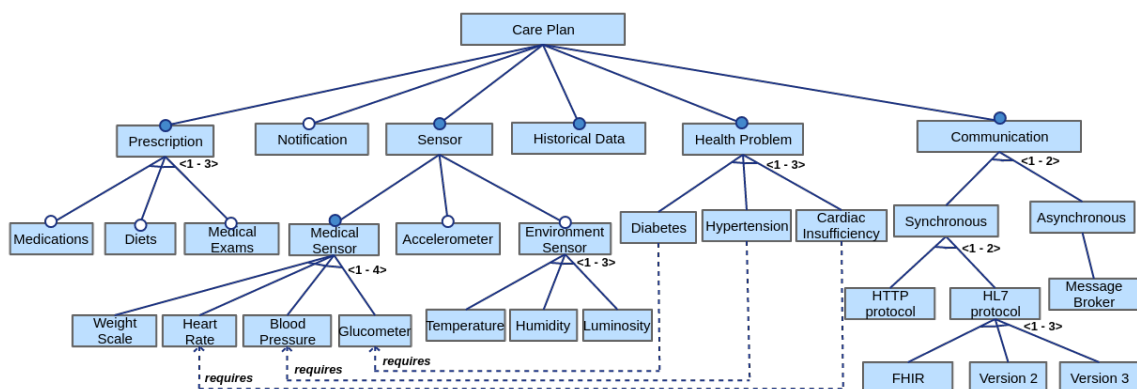 Care Plan
Prescription
Notification
Sensor
Historical Data
Health Problem
Communication
<1 - 3>
<1 - 3>
<1 - 2>
Medications
Diets
Medical
Exams
Medical
Sensor
Accelerometer
Environment
Sensor
Diabetes
Hypertension
Cardiac
Insufficiency
Synchronous
Asynchronous
<1 - 4>
<1 - 3>
<1 - 2>
Weight
Scale
Heart
Rate
Blood
Pressure
Glucometer
Temperature
Humidity
Luminosity
HTTP
protocol
HL7
protocol
Message
Broker
<1 - 3>
requires
requires
requires
FHIR
Version 2
Version 3